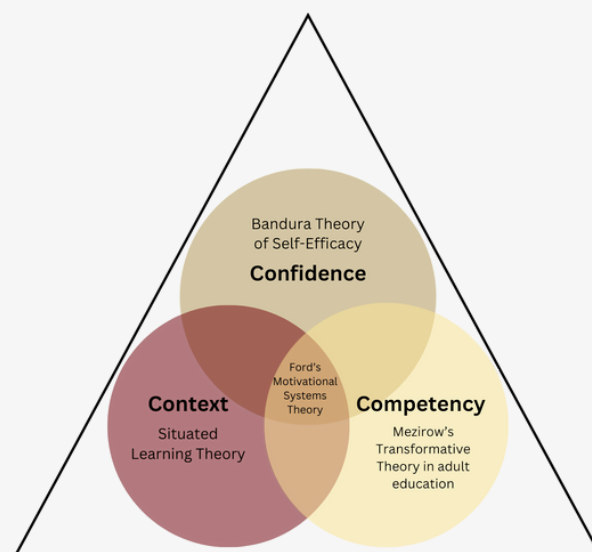 Bandura Theory
of Self-Efficacy
Confidence
Ford's
Motivational
Systems
Theory
Context
Situated
Learning Theory
Competency
Mezirow's
Transformative
Theory in adult
education